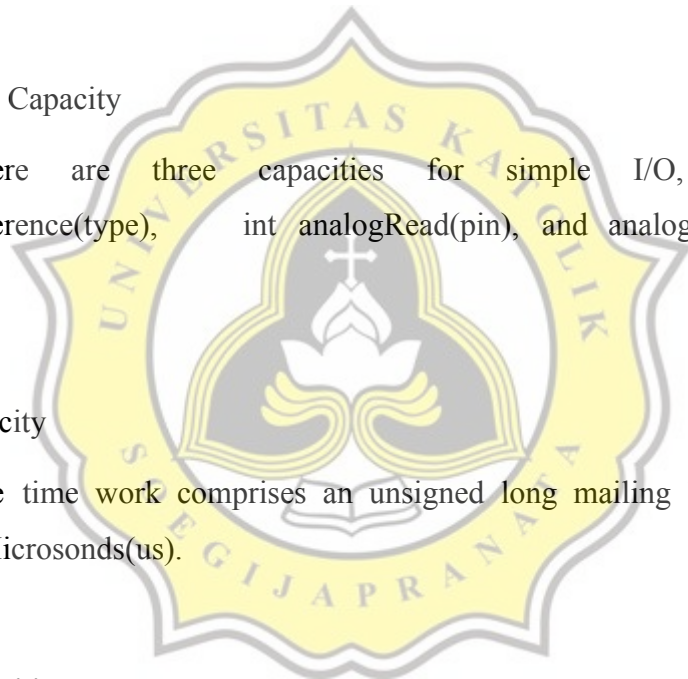 Capacity
ere are three capacities for simple I/O,
erence(type), int analogRead(pin), and analog
city
e time work comprises an unsigned long mailing
Microsonds(us).
UNIVERSITAS KATOLIK
SOEGIJAPRANATA